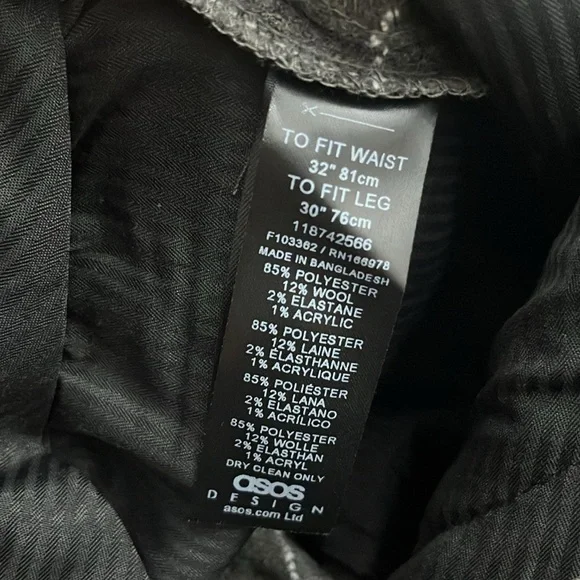 TO FIT WAIST
32" 81cm
TO FIT LEG
30" 76cm
118742566
F103362 / RN166978
MADE IN BANGLADESH
85% POLYESTER
12% WOOL
2% ELASTANE
1% ACRYLIC
85% POLYESTER
12% LAINE
2% ÉLASTHANNE
1% ACRYLIQUE
85% POLIÉSTER
12% LANA
2% ELASTANO
1% ACRÍLICO
85% POLYESTER
12% WOLLE
2% ELASTHAN
1% ACRYL
DRY CLEAN ONLY
asos
DESIGN
asos.com Ltd